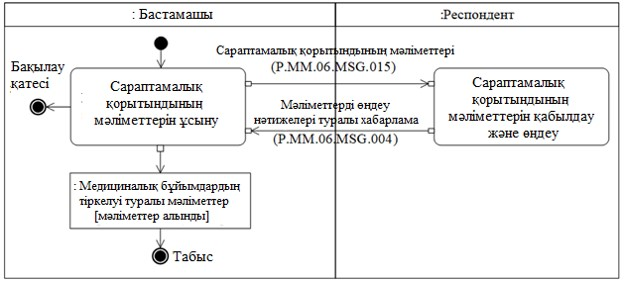 : Бастамашы
:Респондент
Сараптамалық қорытындының мәліметтері
(P.MM.06.MSG.015)
Бақылау
қатесі
Сараптамалық
қорытындының
мәліметтерін ұсыну
Мәліметтерді өңдеу
нәтижелері туралы хабарлама
(P.MM.06.MSG.004)
Сараптамалық
қорытындының
мәліметтерін қабылдау
және өңдеу
: Медициналық бұйымдардың
тіркелуі туралы мәліметтер
[мәліметтер алынды]
Табыс